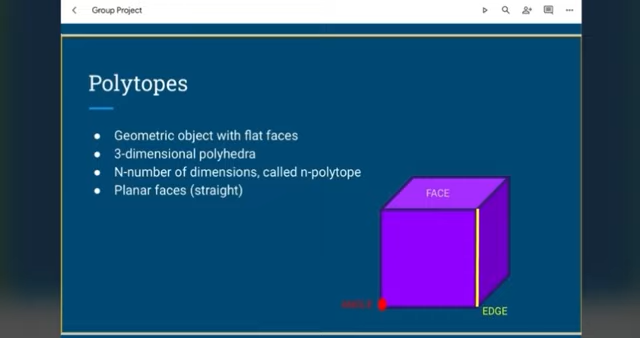 Group Project
Polytopes
Geometric object with flat faces
3-dimensional polyhedra
N-number of dimensions, called n-polytope
Planar faces (straight)
FACE
EDGE